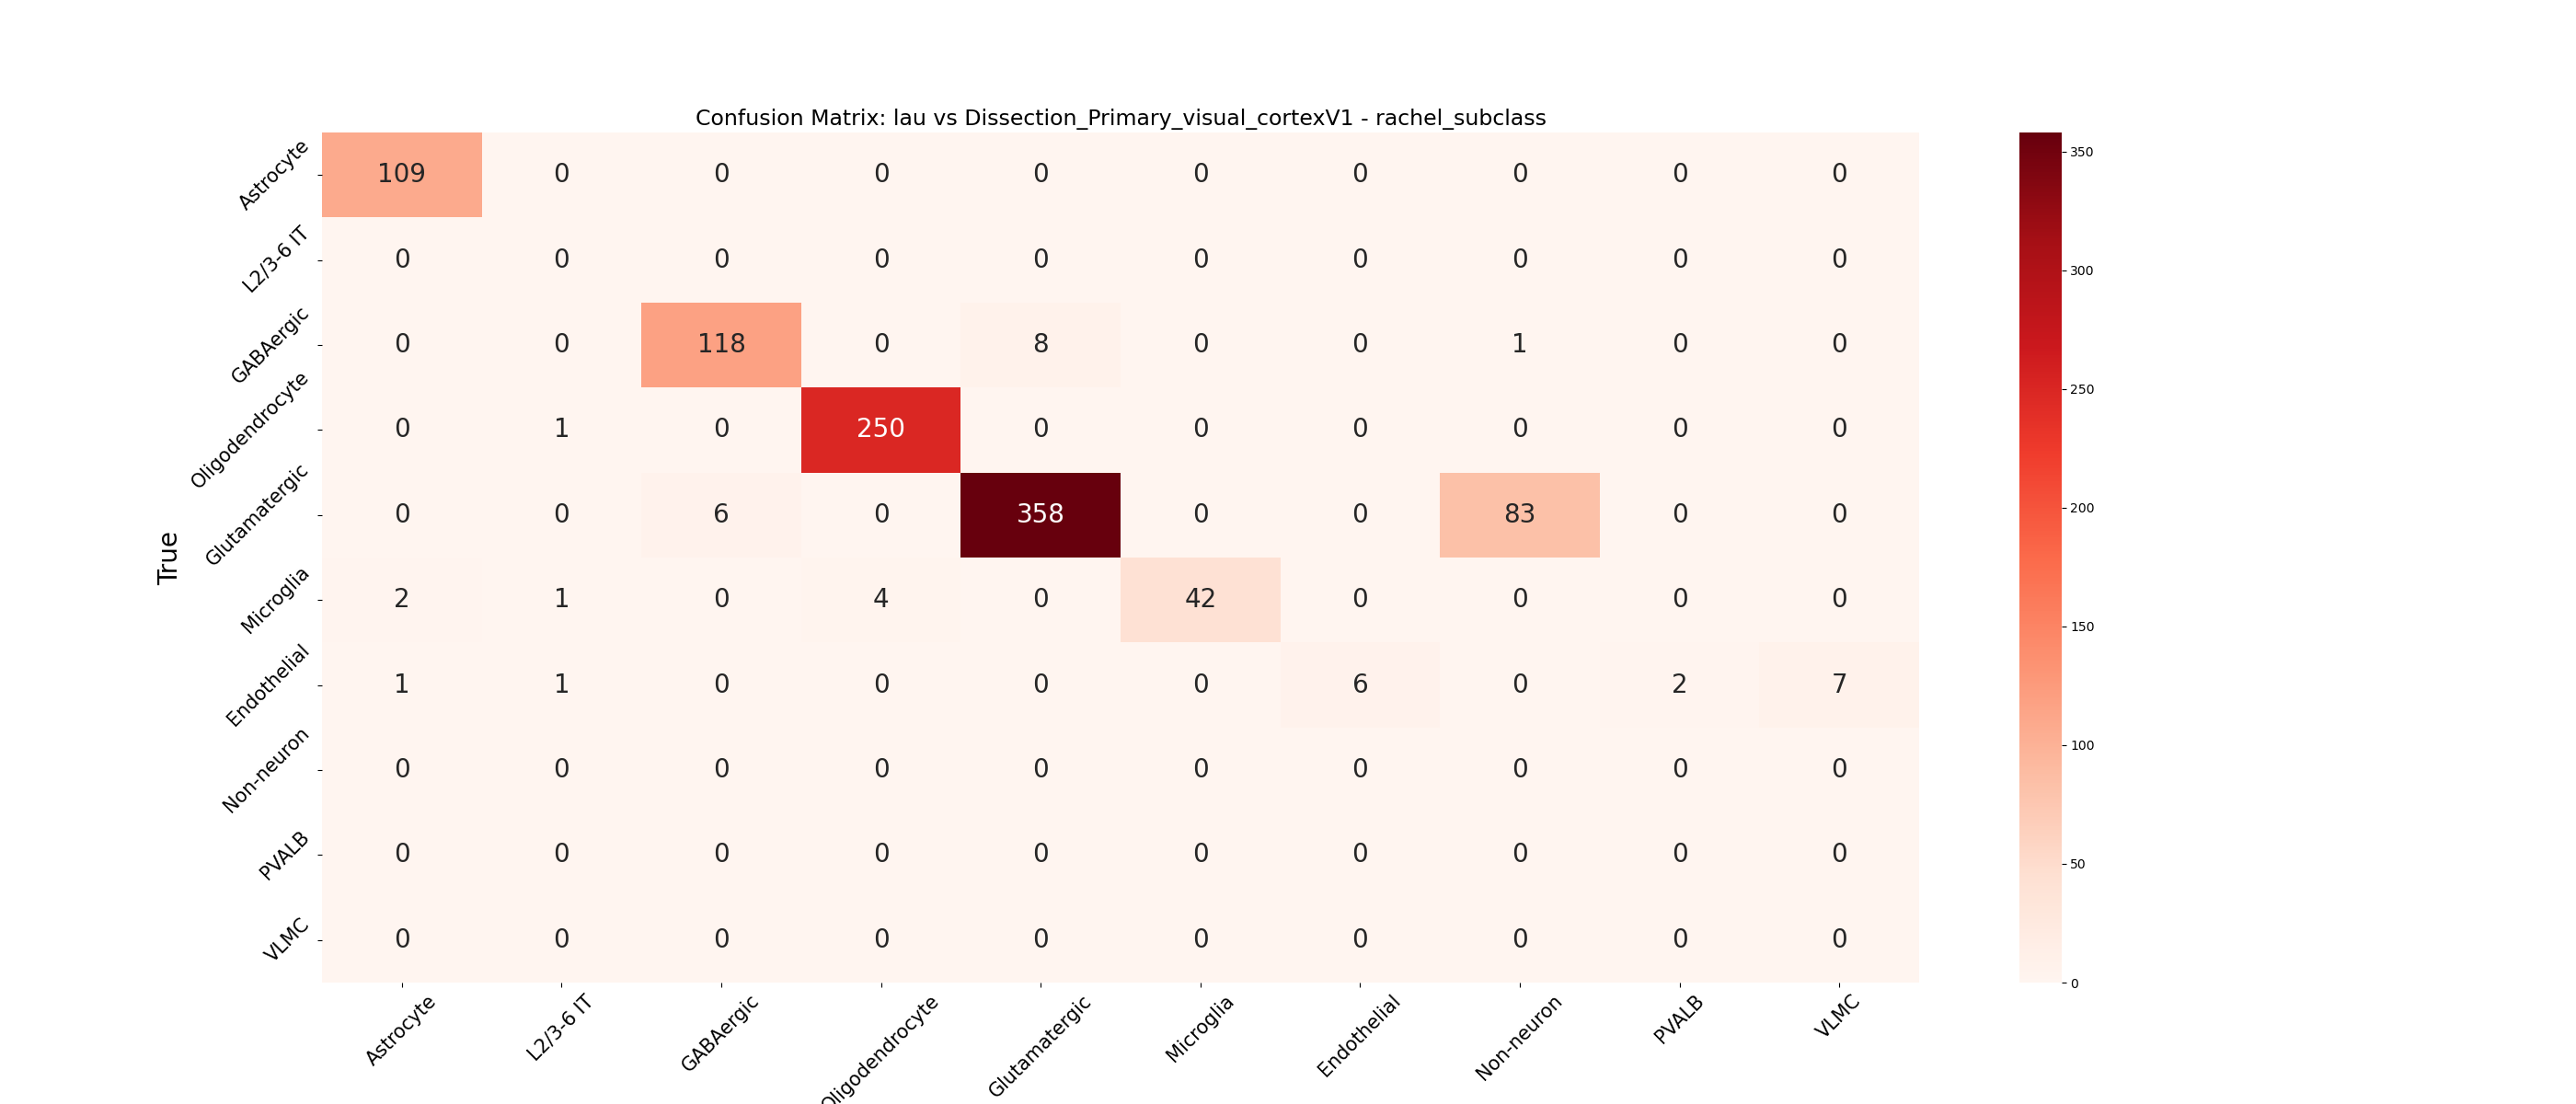 Confusion Matrix: lau vs Dissection_Primary_visual_cortexV1 - rachel_subclass
True
Astrocyte 109 0 0 0 0 0 0 0 0 0
L2/3-6 IT 0 0 0 0 0 0 0 0 0 0
GABAergic 0 0 118 0 8 0 0 1 0 0
Oligodendrocyte 0 1 0 250 0 0 0 0 0 0
Glutamatergic 0 0 6 0 358 0 0 83 0 0
Microglia 2 1 0 4 0 42 0 0 0 0
Endothelial 1 1 0 0 0 0 6 0 2 7
Non-neuron 0 0 0 0 0 0 0 0 0 0
PVALB 0 0 0 0 0 0 0 0 0 0
VLMC 0 0 0 0 0 0 0 0 0 0
Astrocyte L2/3-6 IT GABAergic Oligodendrocyte Glutamatergic Microglia Endothelial Non-neuron PVALB VLMC
350
300
250
200
150
100
50
0